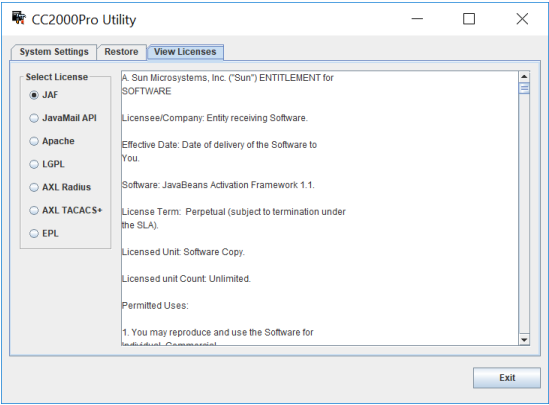 CC2000Pro Utility
System Settings Restore View Licenses
Select License
JAF
JavaMail API
Apache
LGPL
AXL Radius
AXL TACACS+
EPL
A. Sun Microsystems, Inc. ("Sun") ENTITLEMENT for
SOFTWARE
Licensee/Company: Entity receiving Software.
Effective Date: Date of delivery of the Software to
You.
Software: JavaBeans Activation Framework 1.1.
License Term:  Perpetual (subject to termination under
the SLA).
Licensed Unit: Software Copy.
Licensed unit Count: Unlimited.
Permitted Uses:
1. You may reproduce and use the Software for
Individual, Commercial,
Exit